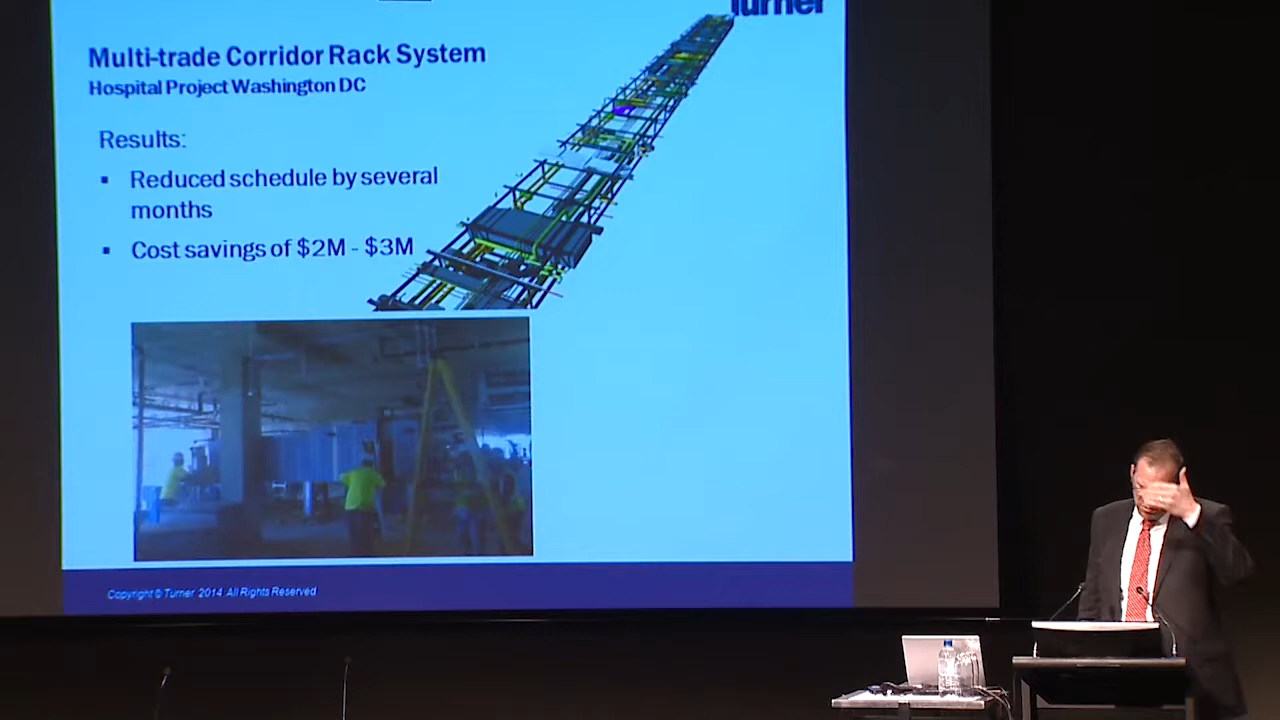 Turner
Multi-trade Corridor Rack System
Hospital Project Washington DC
Results:
▪ Reduced schedule by several
months
▪ Cost savings of $2M - $3M
Copyright © Turner 2014 All Rights Reserved